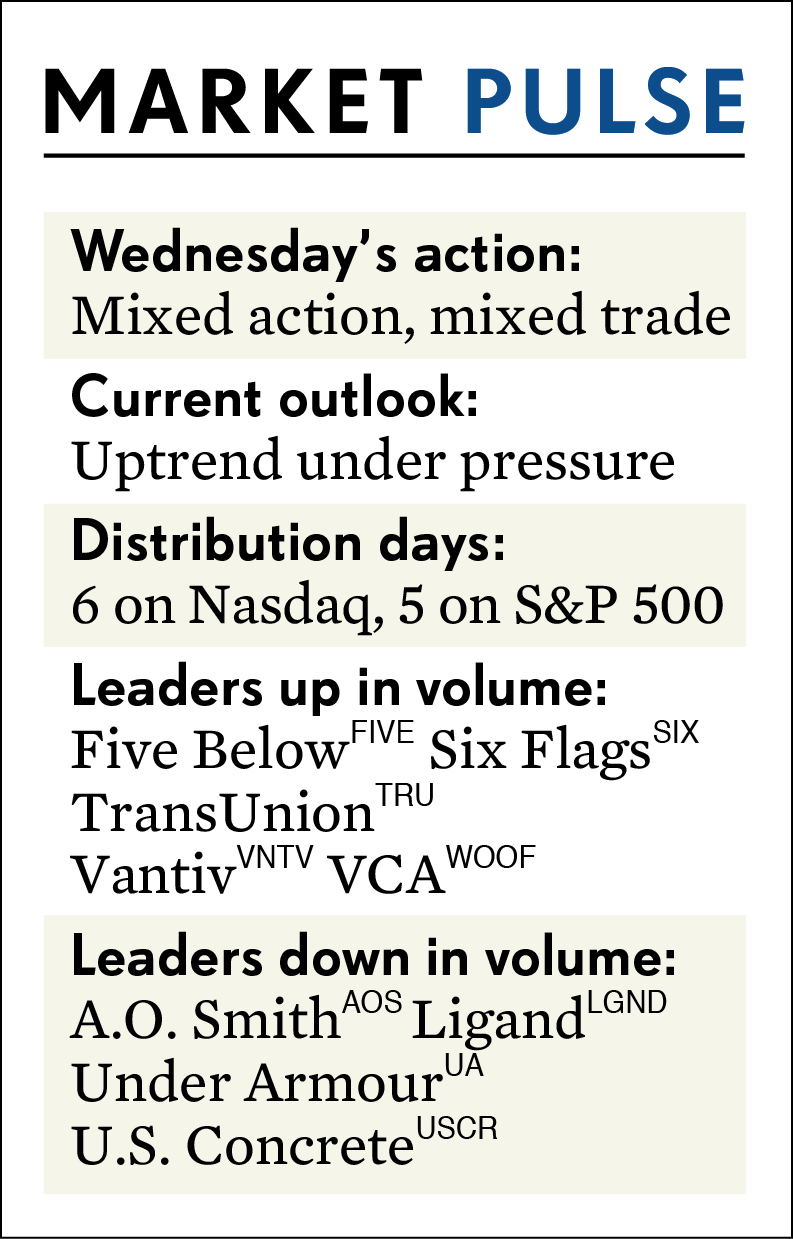 MARKET PULSE
Wednesday’s action:
Mixed action, mixed trade
Current outlook:
Uptrend under pressure
Distribution days:
6 on Nasdaq, 5 on S&P 500
Leaders up in volume:
Five Below FIVE Six Flags SIX
TransUnion TRU
Vantiv VNTV VCA WOOF
Leaders down in volume:
A.O. Smith AOS Ligand LGND
Under Armour UA
U.S. Concrete USCR